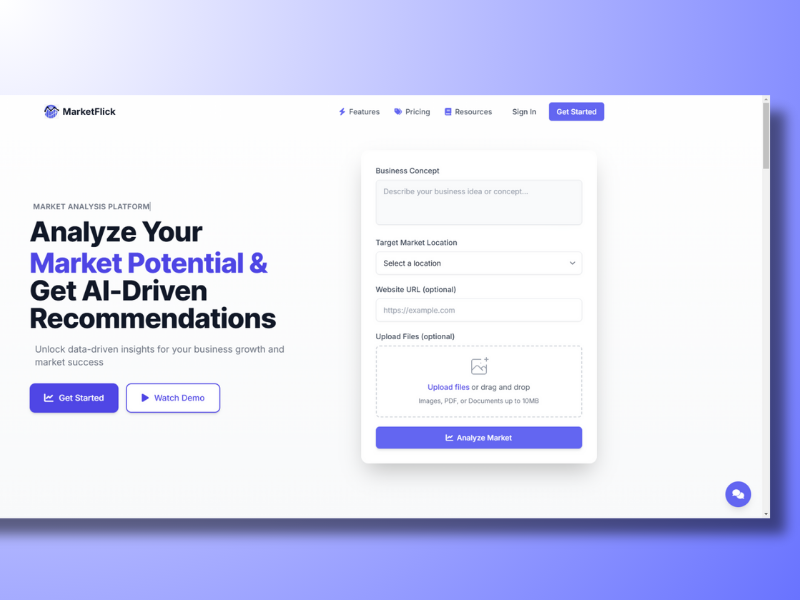 MarketFlick
Features
Pricing
Resources
Sign In
Get Started
MARKET ANALYSIS PLATFORM
Analyze Your
Market Potential &
Get AI-Driven
Recommendations
Unlock data-driven insights for your business growth and
market success
Get Started
Watch Demo
Business Concept
Describe your business idea or concept...
Target Market Location
Select a location
Website URL (optional)
https://example.com
Upload Files (optional)
Upload files or drag and drop
Images, PDF, or Documents up to 10MB
Analyze Market